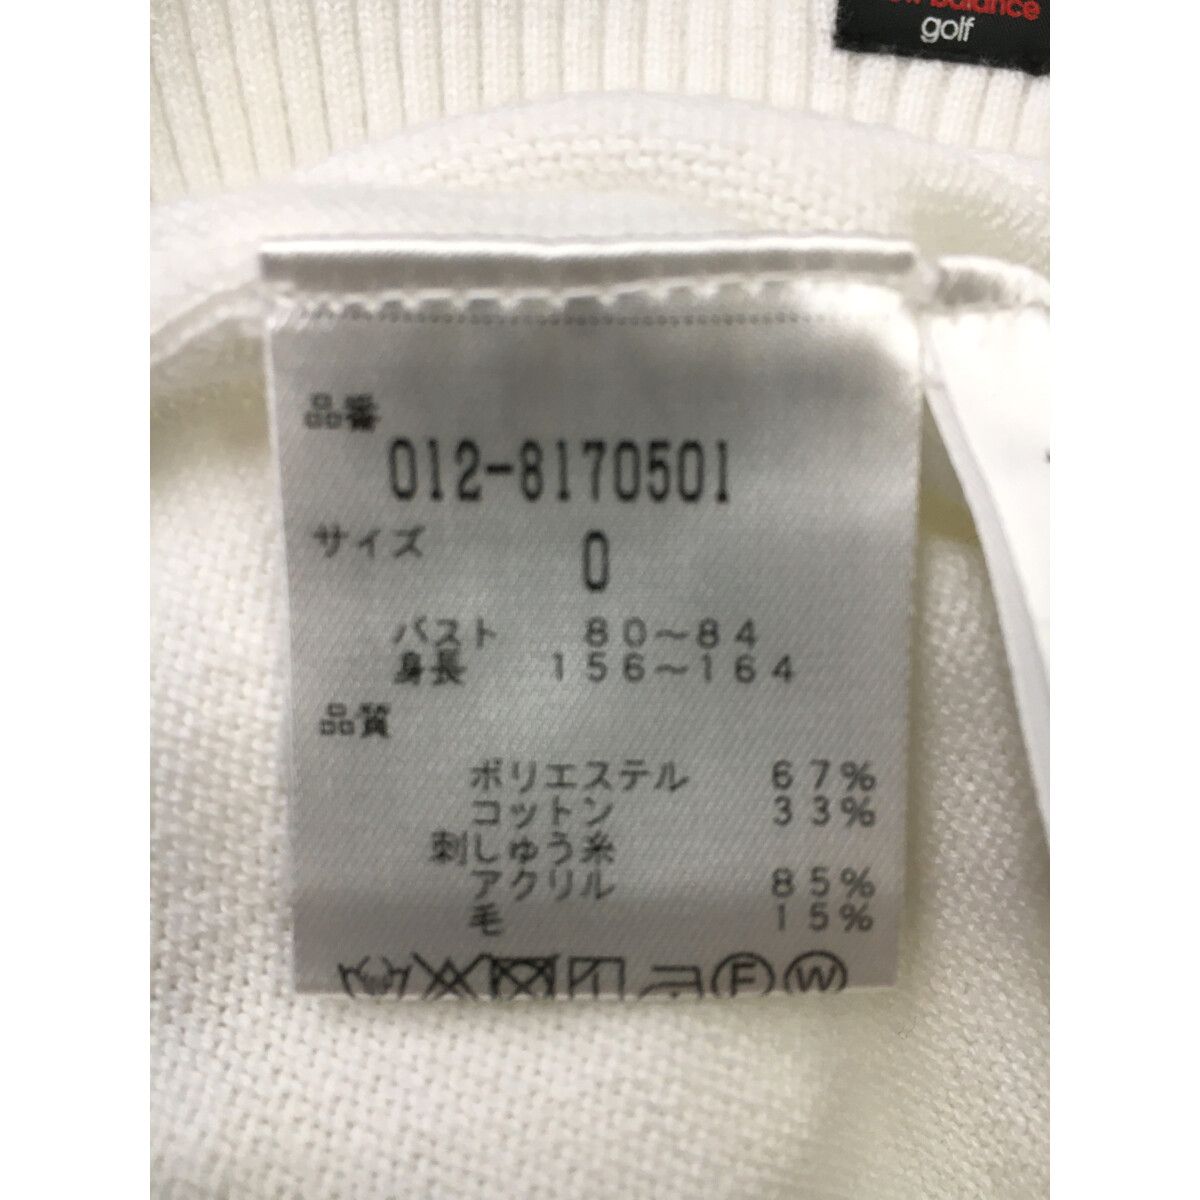 balance
golf
品番
012-8170501
サイズ 0
バスト 80～84
身長 156～164
品質
ポリエステル 67%
コットン 33%
刺しゅう糸
アクリル 85%
毛 15%
F W